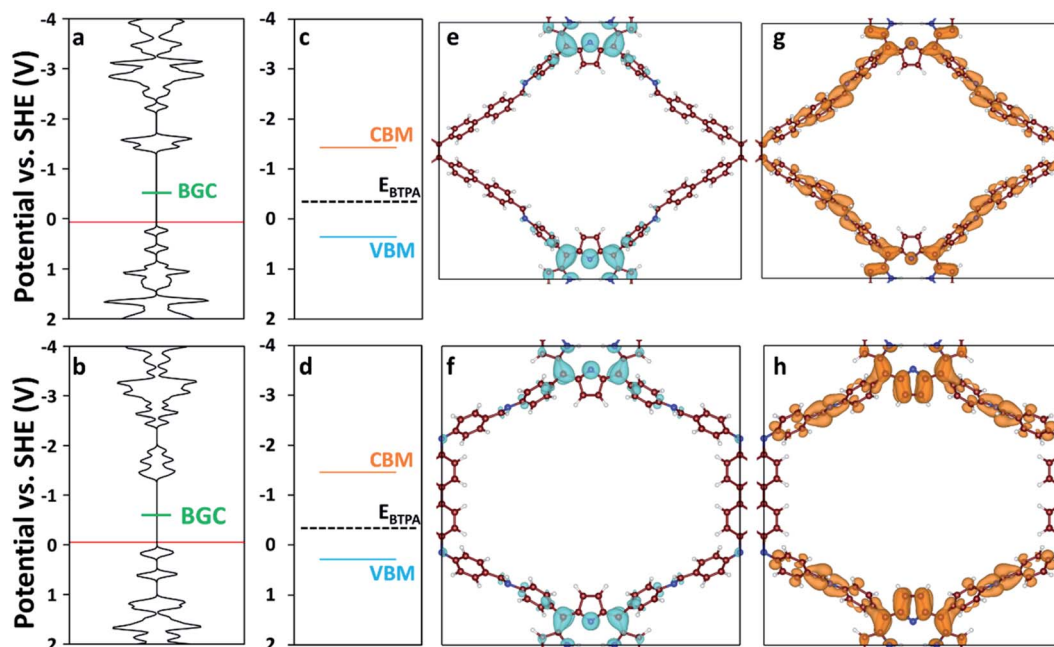 Potential vs. SHE (V)
-4
-3
-2
-1
0
1
2
a
BGC
-4
-3
-2
-1
0
1
2
c
CBM
E_BTPA
VBM
e
g
Potential vs. SHE (V)
-4
-3
-2
-1
0
1
2
b
BGC
-4
-3
-2
-1
0
1
2
d
CBM
E_BTPA
VBM
f
h